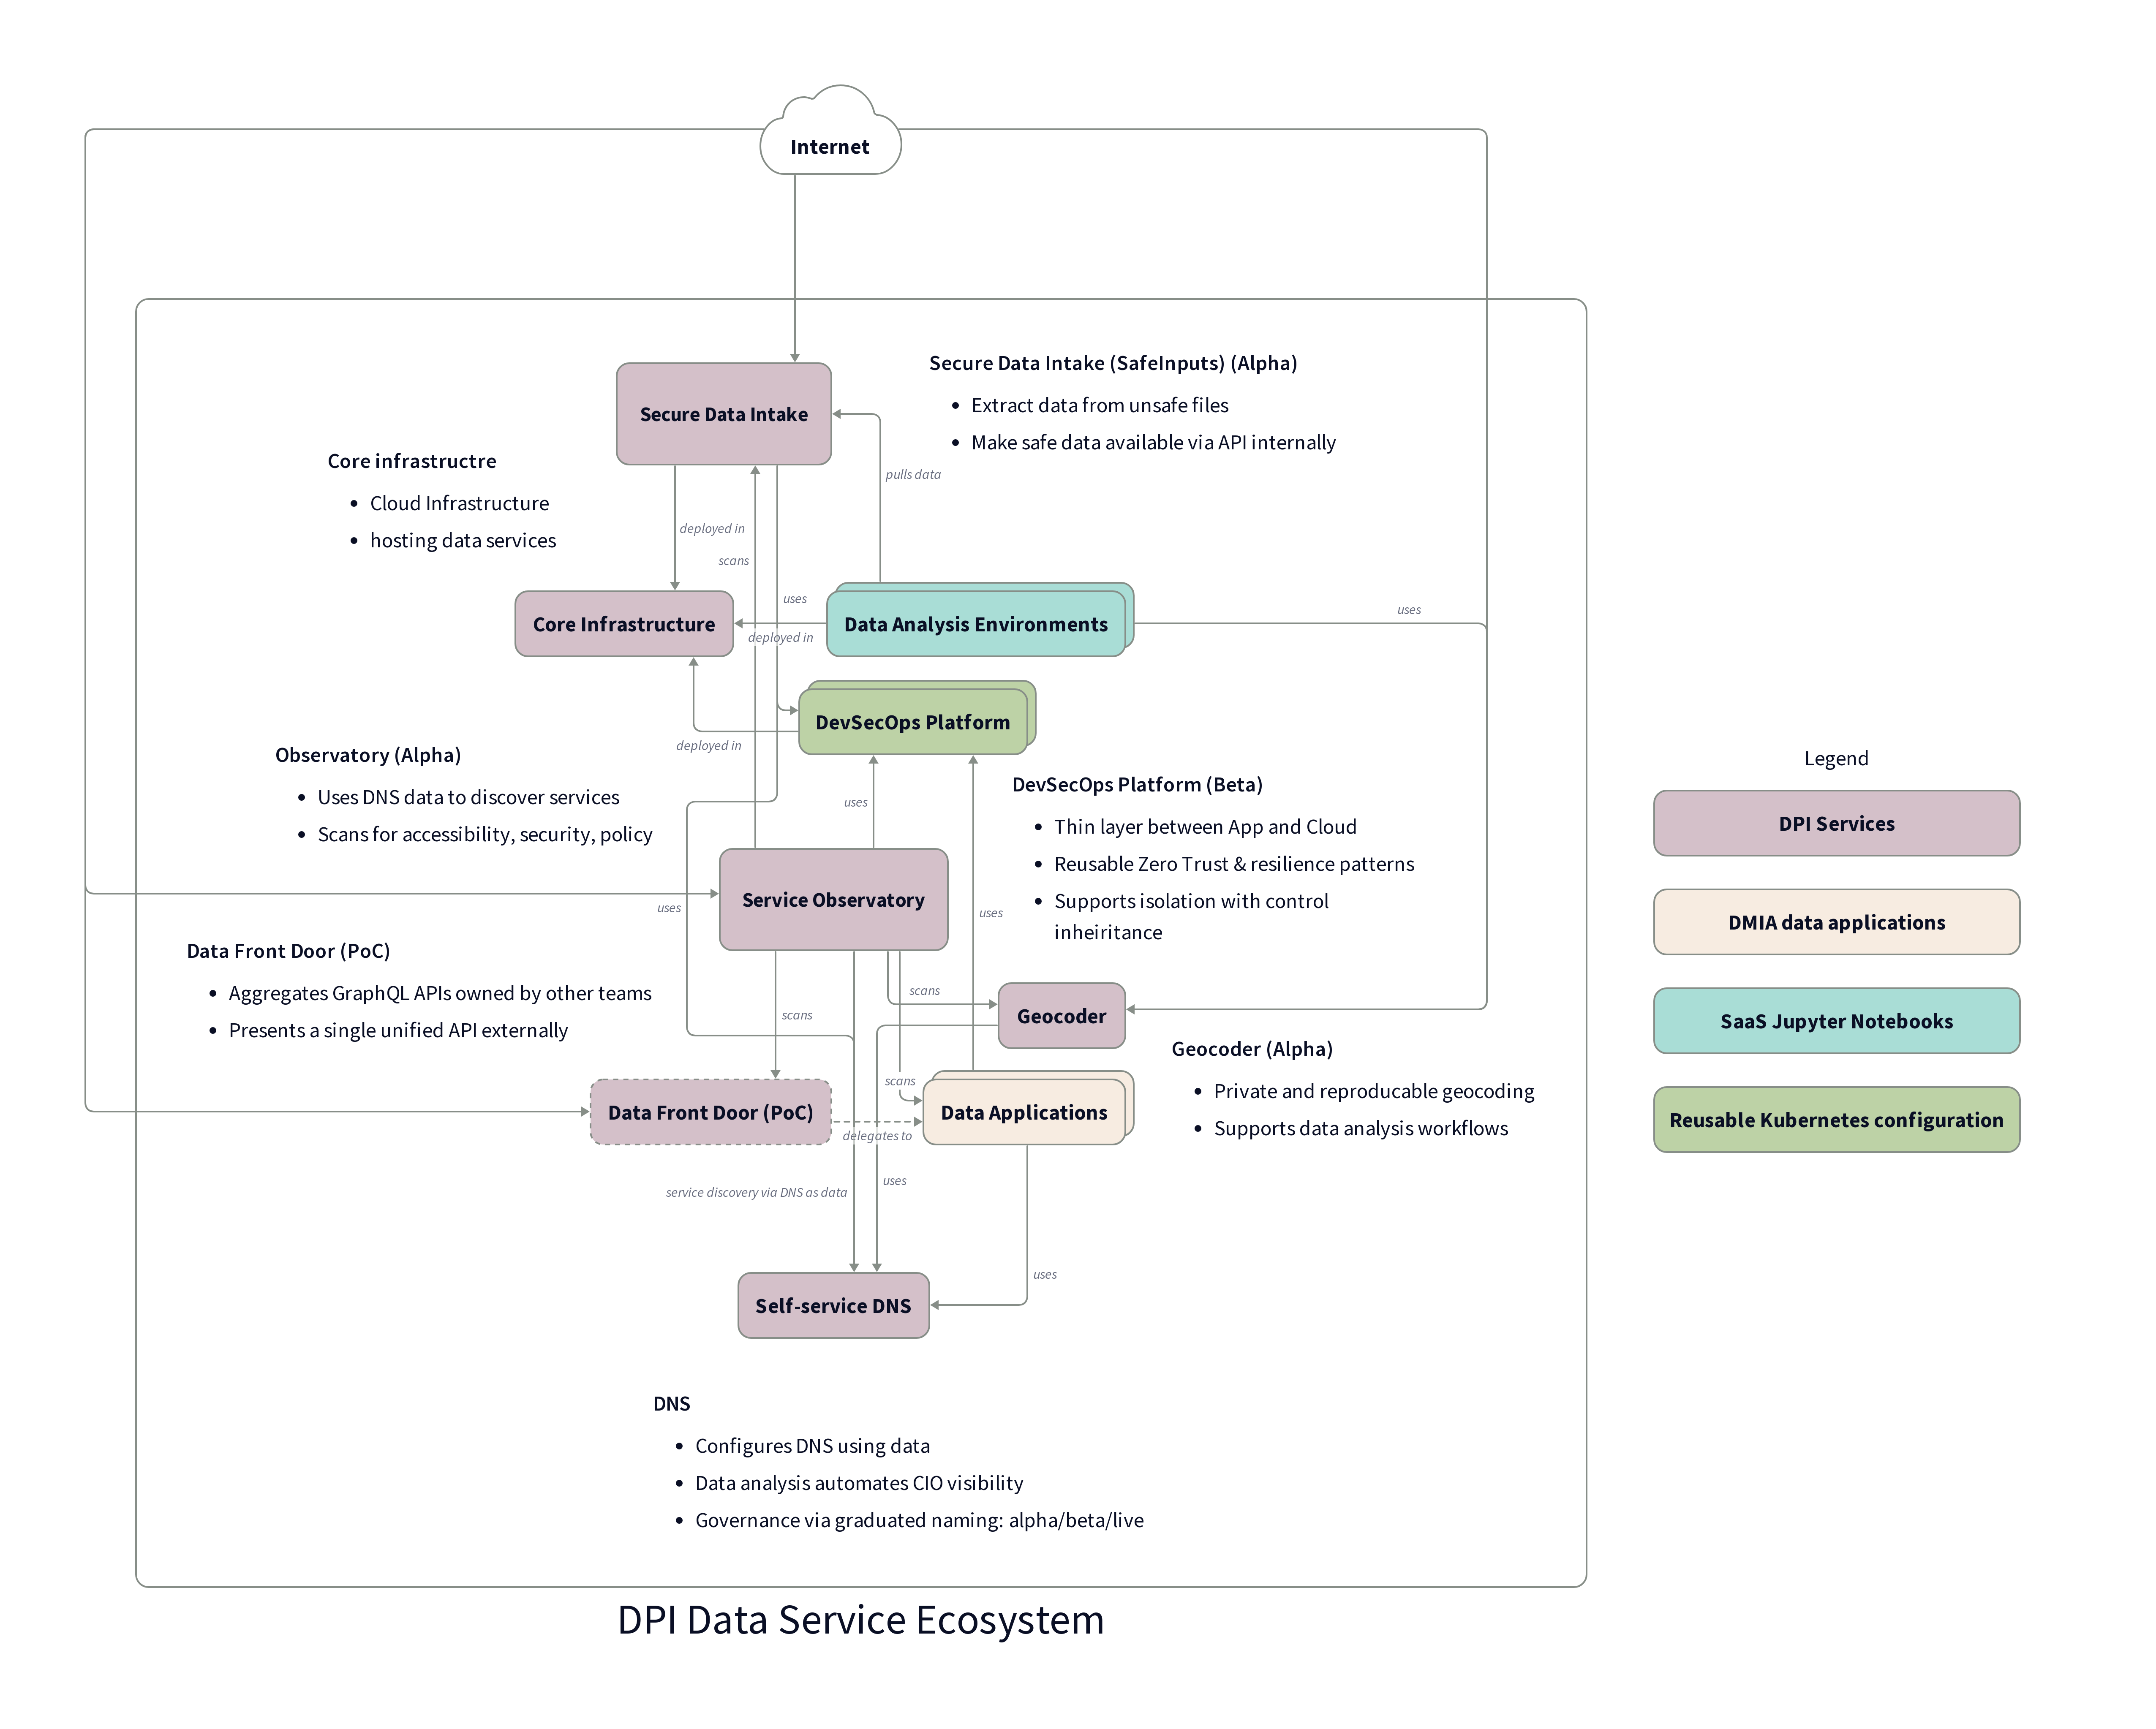 Internet
Secure Data Intake
Secure Data Intake (SafeInputs) (Alpha)
• Extract data from unsafe files
• Make safe data available via API internally
pulls data
Core infrastructre
• Cloud Infrastructure
• hosting data services
deployed in
scans
uses
Core Infrastructure
Data Analysis Environments
uses
deployed in
DevSecOps Platform
deployed in
Observatory (Alpha)
• Uses DNS data to discover services
• Scans for accessibility, security, policy
uses
DevSecOps Platform (Beta)
• Thin layer between App and Cloud
• Reusable Zero Trust & resilience patterns
• Supports isolation with control
inheiritance
Service Observatory
uses
uses
Data Front Door (PoC)
• Aggregates GraphQL APIs owned by other teams
• Presents a single unified API externally
scans
scans
Geocoder
Geocoder (Alpha)
• Private and reproducable geocoding
• Supports data analysis workflows
scans
Data Front Door (PoC)
Data Applications
delegates to
service discovery via DNS as data
uses
uses
Self-service DNS
DNS
• Configures DNS using data
• Data analysis automates CIO visibility
• Governance via graduated naming: alpha/beta/live
DPI Data Service Ecosystem
Legend
DPI Services
DMIA data applications
SaaS Jupyter Notebooks
Reusable Kubernetes configuration